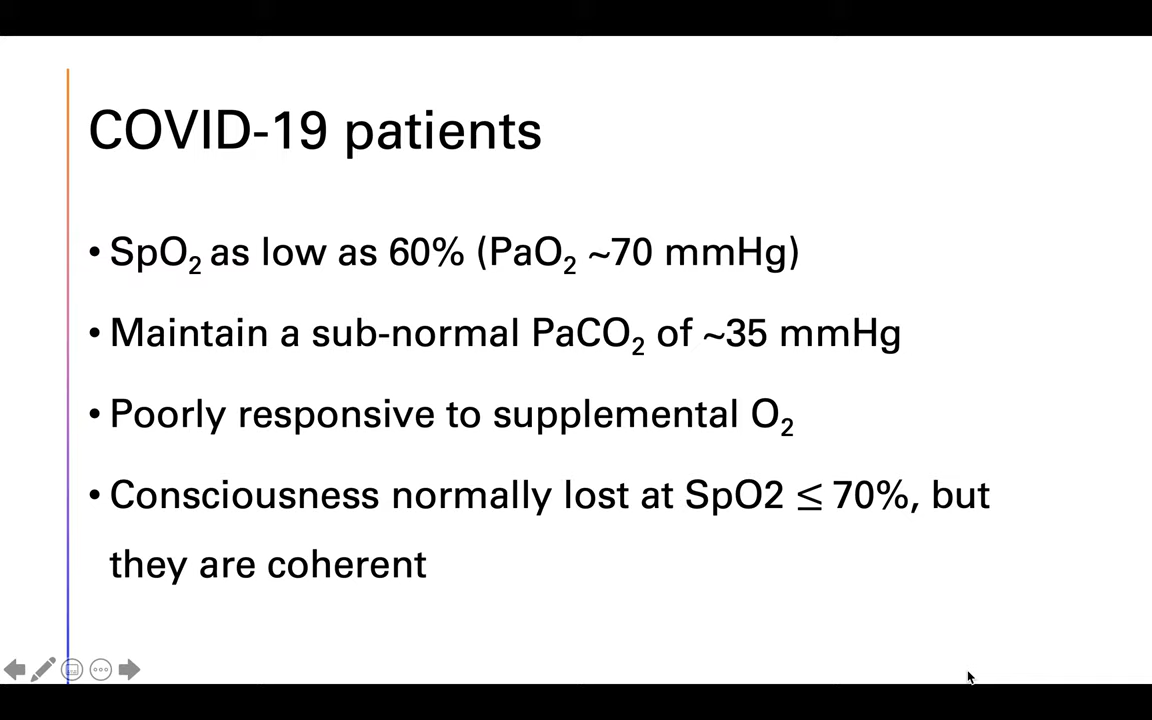 COVID-19 patients
• SpO₂ as low as 60% (PaO₂ ~70 mmHg)
• Maintain a sub-normal PaCO₂ of ~35 mmHg
• Poorly responsive to supplemental O₂
• Consciousness normally lost at SpO2 ≤ 70%, but
they are coherent